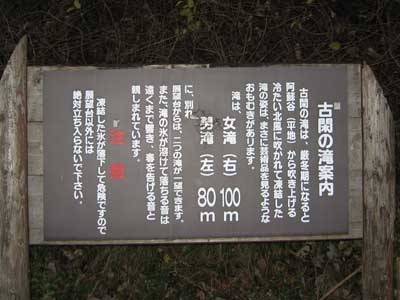 古閑の滝案内
古閑の滝は、厳冬期になると
阿蘇谷（平地）から吹き上げる
冷たい北風に吹かれて凍結した
滝の姿は、まさに芸術品を見るような
おもむきがあります。
滝は
女滝（右）100m
男滝（左）80m
に、別れ
展望台からは、二つの滝が一望できます。
また、滝の氷が溶けて落ちる音は
遠くまで響き、春を告げる音と
親しまれています。
注意
凍結した氷が落下して危険ですので
展望台以外には
絶対立ち入らないで下さい。